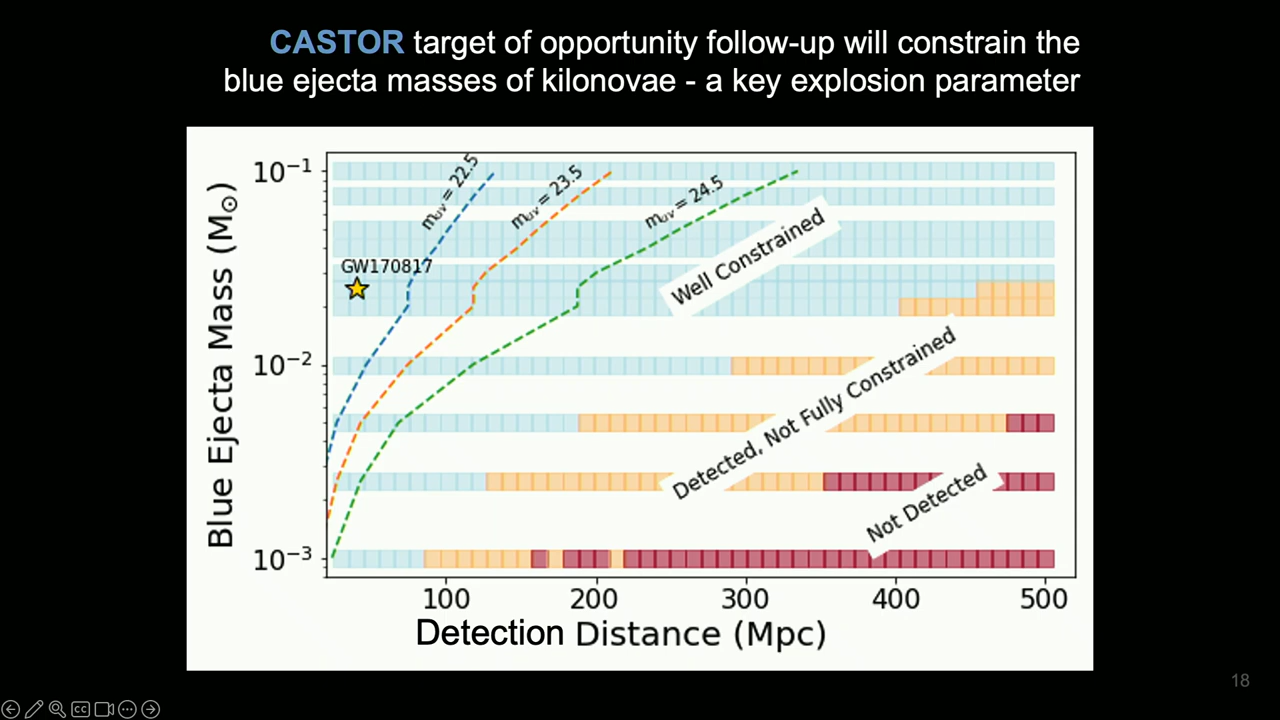 CASTOR target of opportunity follow-up will constrain the
blue ejecta masses of kilonovae - a key explosion parameter
Blue Ejecta Mass (M☉)
10⁻¹
10⁻²
10⁻³
m_UV = 22.5
m_UV = 23.5
m_UV = 24.5
GW170817
Well Constrained
Detected, Not Fully Constrained
Not Detected
100
200
300
400
500
Detection Distance (Mpc)
18
CC